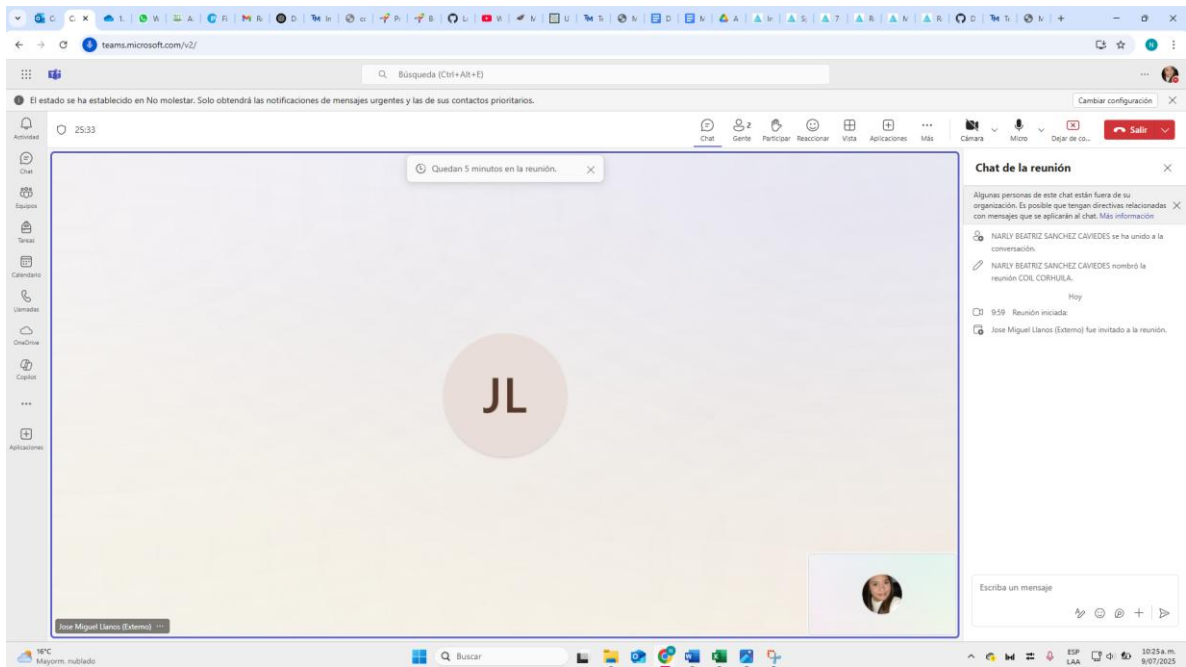 teams.microsoft.com/v2/
Búsqueda (Ctrl+Alt+E)
El estado se ha establecido en No molestar. Solo obtendrá las notificaciones de mensajes urgentes y las de sus contactos prioritarios.
Cambiar configuración
Actividad
Chat
Equipos
Tareas
Calendario
Llamadas
OneDrive
Copilot
Aplicaciones
25:33
2
Chat
Gente
Participar
Reaccionar
Vista
Aplicaciones
Más
Cámara
Micro
Dejar de co...
Salir
Quedan 5 minutos en la reunión.
JL
Jose Miguel Llanos (Externo)
Chat de la reunión
Algunas personas de este chat están fuera de su
organización. Es posible que tengan directivas relacionadas
con mensajes que se aplicarán al chat. Más información
NARLY BEATRIZ SANCHEZ CAVIEDES se ha unido a la
conversación.
NARLY BEATRIZ SANCHEZ CAVIEDES nombró la
reunión COIL CORHUILA.
Hoy
9:59 Reunión iniciada:
Jose Miguel Llanos (Externo) fue invitado a la reunión.
Escriba un mensaje
16°C
Mayorm. nublado
Buscar
ESP
LAA
10:25 a. m.
9/07/2025